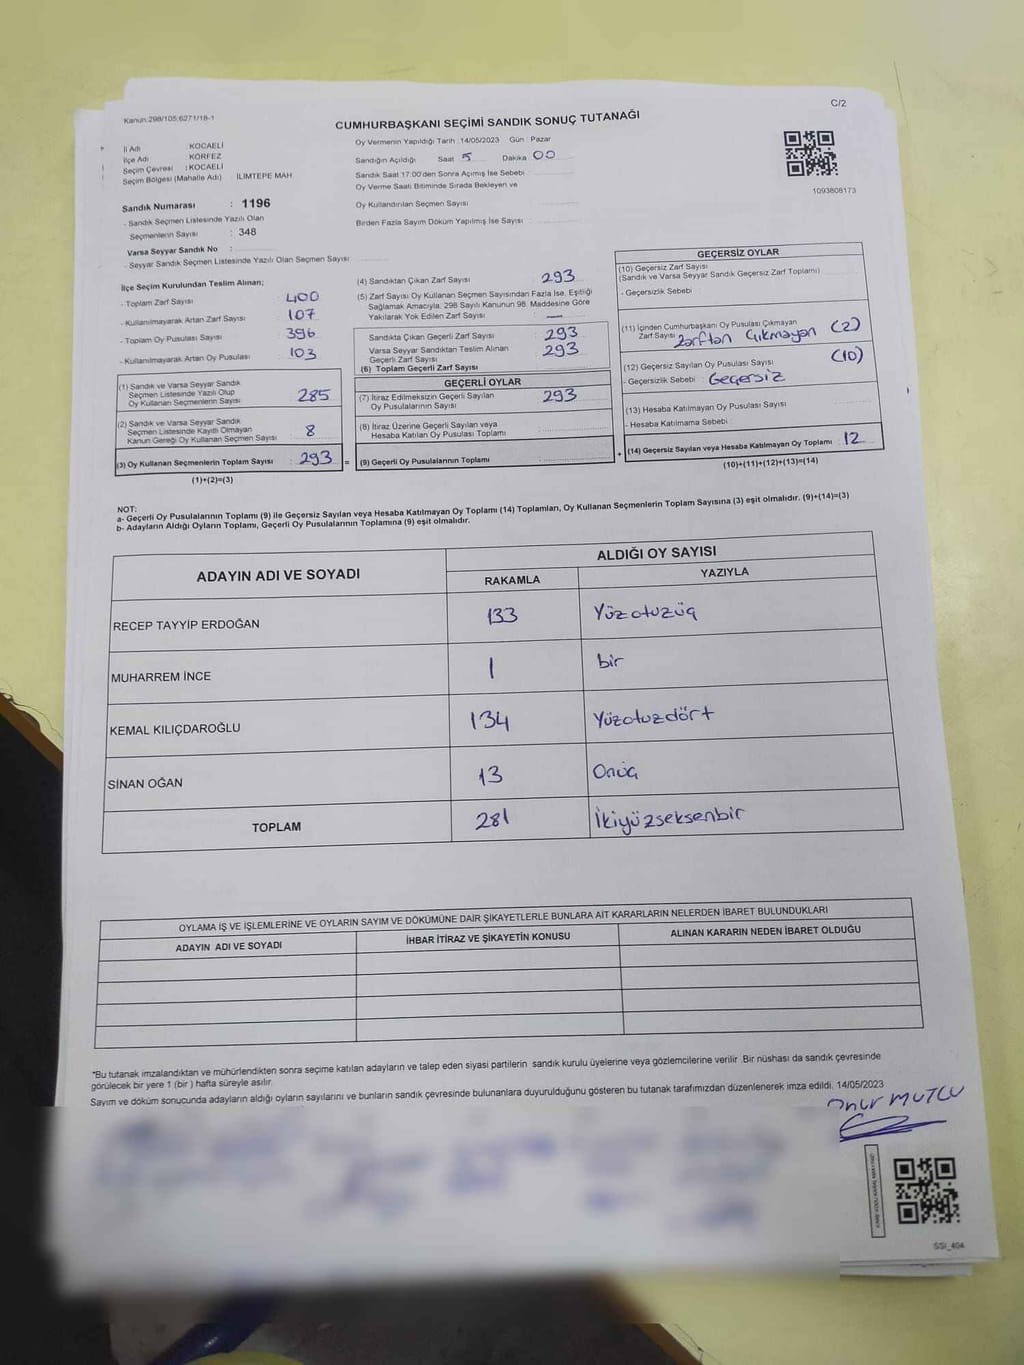 C/2
Kanun:298/105;6271/18-1
CUMHURBAŞKANI SEÇİMİ SANDIK SONUÇ TUTANAĞI
İl Adı : KOCAELİ
İlçe Adı : KÖRFEZ
Seçim Çevresi : KOCAELİ
Seçim Bölgesi (Mahalle Adı) : İLİMTEPE MAH
Oy Vermenin Yapıldığı Tarih : 14/05/2023 Gün : Pazar
Sandığın Açıldığı Saat : 5 Dakika : 00
Sandık Saat 17:00'den Sonra Açılmış İse Sebebi :
Oy Verme Saati Bitiminde Sırada Bekleyen ve
Oy Kullandırılan Seçmen Sayısı :
Birden Fazla Sayım Döküm Yapılmış İse Sayısı :
1093808173
Sandık Numarası : 1196
- Sandık Seçmen Listesinde Yazılı Olan
Seçmenlerin Sayısı : 348
Varsa Seyyar Sandık No :
- Seyyar Sandık Seçmen Listesinde Yazılı Olan Seçmen Sayısı :
İlçe Seçim Kurulundan Teslim Alınan;
- Toplam Zarf Sayısı : 400
- Kullanılmayarak Artan Zarf Sayısı : 107
- Toplam Oy Pusulası Sayısı : 396
- Kullanılmayarak Artan Oy Pusulası : 103
(1) Sandık ve Varsa Seyyar Sandık
Seçmen Listesinde Yazılı Olup
Oy Kullanan Seçmenlerin Sayısı : 285
(2) Sandık ve Varsa Seyyar Sandık
Seçmen Listesinde Kayıtlı Olmayan
Kanun Gereği Oy Kullanan Seçmen Sayısı : 8
(3) Oy Kullanan Seçmenlerin Toplam Sayısı : 293 =
(1)+(2)=(3)
(4) Sandıktan Çıkan Zarf Sayısı : 293
(5) Zarf Sayısı Oy Kullanan Seçmen Sayısından Fazla İse, Eşitliği
Sağlamak Amacıyla, 298 Sayılı Kanunun 98. Maddesine Göre
Yakılarak Yok Edilen Zarf Sayısı : —
Sandıkta Çıkan Geçerli Zarf Sayısı : 293
Varsa Seyyar Sandıktan Teslim Alınan
Geçerli Zarf Sayısı : 293
(6) Toplam Geçerli Zarf Sayısı
GEÇERLİ OYLAR
(7) İtiraz Edilmeksizin Geçerli Sayılan
Oy Pusulalarının Sayısı : 293
(8) İtiraz Üzerine Geçerli Sayılan veya
Hesaba Katılan Oy Pusulası Toplamı :
(9) Geçerli Oy Pusulalarının Toplamı : +
GEÇERSİZ OYLAR
(10) Geçersiz Zarf Sayısı
(Sandık ve Varsa Seyyar Sandık Geçersiz Zarf Toplamı)
- Geçersizlik Sebebi :
(11) İçinden Cumhurbaşkanı Oy Pusulası Çıkmayan
Zarf Sayısı : Zarftan Çıkmayan (2)
(12) Geçersiz Sayılan Oy Pusulası Sayısı : (10)
- Geçersizlik Sebebi : Geçersiz
(13) Hesaba Katılmayan Oy Pusulası Sayısı :
- Hesaba Katılmama Sebebi :
(14) Geçersiz Sayılan veya Hesaba Katılmayan Oy Toplamı : 12
(10)+(11)+(12)+(13)=(14)
NOT:
a- Geçerli Oy Pusulalarının Toplamı (9) ile Geçersiz Sayılan veya Hesaba Katılmayan Oy Toplamı (14) Toplamları, Oy Kullanan Seçmenlerin Toplam Sayısına (3) eşit olmalıdır. (9)+(14)=(3)
b- Adayların Aldığı Oyların Toplamı, Geçerli Oy Pusulalarının Toplamına (9) eşit olmalıdır.
ADAYIN ADI VE SOYADI
ALDIĞI OY SAYISI
RAKAMLA YAZIYLA
RECEP TAYYİP ERDOĞAN 133 Yüzotuzüç
MUHARREM İNCE 1 bir
KEMAL KILIÇDAROĞLU 134 Yüzotuzdört
SİNAN OĞAN 13 Onüç
TOPLAM 281 İkiyüzseksenbir
OYLAMA İŞ VE İŞLEMLERİNE VE OYLARIN SAYIM VE DÖKÜMÜNE DAİR ŞİKAYETLERLE BUNLARA AİT KARARLARIN NELERDEN İBARET BULUNDUKLARI
ADAYIN ADI VE SOYADI İHBAR İTİRAZ VE ŞİKAYETİN KONUSU ALINAN KARARIN NEDEN İBARET OLDUĞU
*Bu tutanak imzalandıktan ve mühürlendikten sonra seçime katılan adayların ve talep eden siyasi partilerin sandık kurulu üyelerine veya gözlemcilerine verilir. Bir nüshası da sandık çevresinde
görülecek bir yere 1 (bir ) hafta süreyle asılır.
Sayım ve döküm sonucunda adayların aldığı oyların sayılarını ve bunların sandık çevresinde bulunanlara duyurulduğunu gösteren bu tutanak tarafımızdan düzenlenerek imza edildi. 14/05/2023
Onur MUTLU
SSİ_404